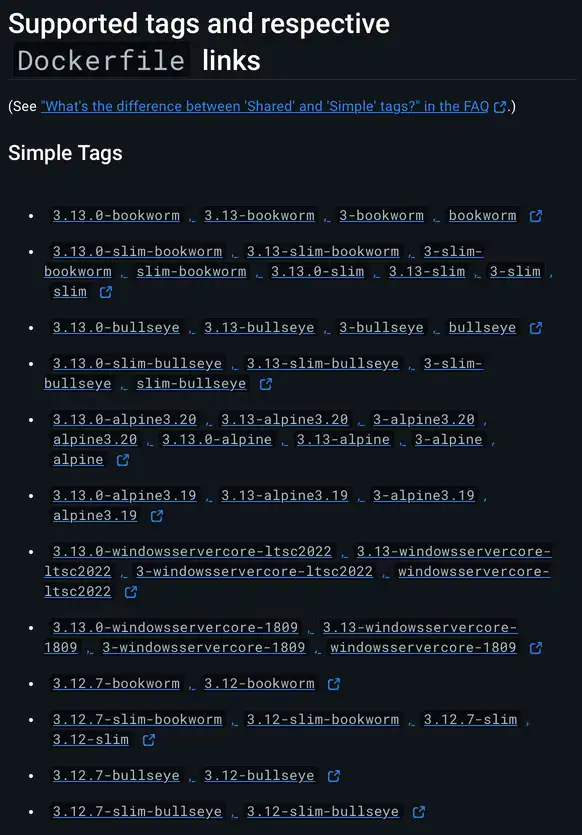 Supported tags and respective
Dockerfile links
(See "What's the difference between 'Shared' and 'Simple' tags?" in the FAQ .)
Simple Tags
• 3.13.0-bookworm , 3.13-bookworm , 3-bookworm , bookworm
• 3.13.0-slim-bookworm , 3.13-slim-bookworm , 3-slim-
bookworm , slim-bookworm , 3.13.0-slim , 3.13-slim , 3-slim ,
slim
• 3.13.0-bullseye , 3.13-bullseye , 3-bullseye , bullseye
• 3.13.0-slim-bullseye , 3.13-slim-bullseye , 3-slim-
bullseye , slim-bullseye
• 3.13.0-alpine3.20 , 3.13-alpine3.20 , 3-alpine3.20 ,
alpine3.20 , 3.13.0-alpine , 3.13-alpine , 3-alpine ,
alpine
• 3.13.0-alpine3.19 , 3.13-alpine3.19 , 3-alpine3.19 ,
alpine3.19
• 3.13.0-windowsservercore-ltsc2022 , 3.13-windowsservercore-
ltsc2022 , 3-windowsservercore-ltsc2022 , windowsservercore-
ltsc2022
• 3.13.0-windowsservercore-1809 , 3.13-windowsservercore-
1809 , 3-windowsservercore-1809 , windowsservercore-1809
• 3.12.7-bookworm , 3.12-bookworm
• 3.12.7-slim-bookworm , 3.12-slim-bookworm , 3.12.7-slim ,
3.12-slim
• 3.12.7-bullseye , 3.12-bullseye
• 3.12.7-slim-bullseye , 3.12-slim-bullseye